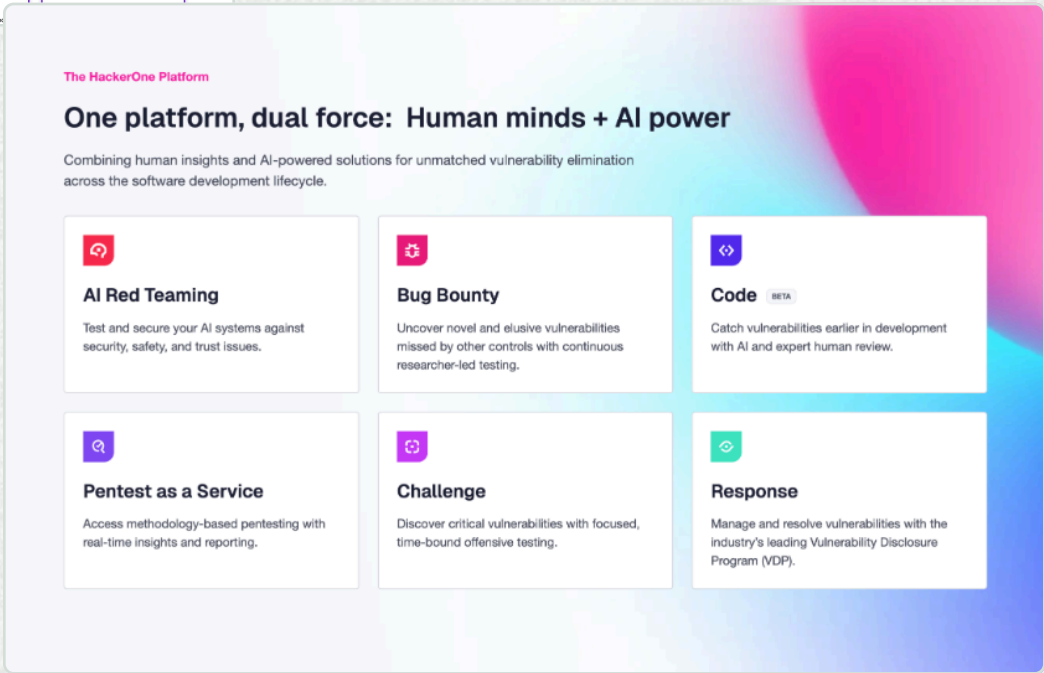 The HackerOne Platform
One platform, dual force: Human minds + AI power
Combining human insights and AI-powered solutions for unmatched vulnerability elimination
across the software development lifecycle.
AI Red Teaming
Test and secure your AI systems against
security, safety, and trust issues.
Bug Bounty
Uncover novel and elusive vulnerabilities
missed by other controls with continuous
researcher-led testing.
Code BETA
Catch vulnerabilities earlier in development
with AI and expert human review.
Pentest as a Service
Access methodology-based pentesting with
real-time insights and reporting.
Challenge
Discover critical vulnerabilities with focused,
time-bound offensive testing.
Response
Manage and resolve vulnerabilities with the
industry's leading Vulnerability Disclosure
Program (VDP).